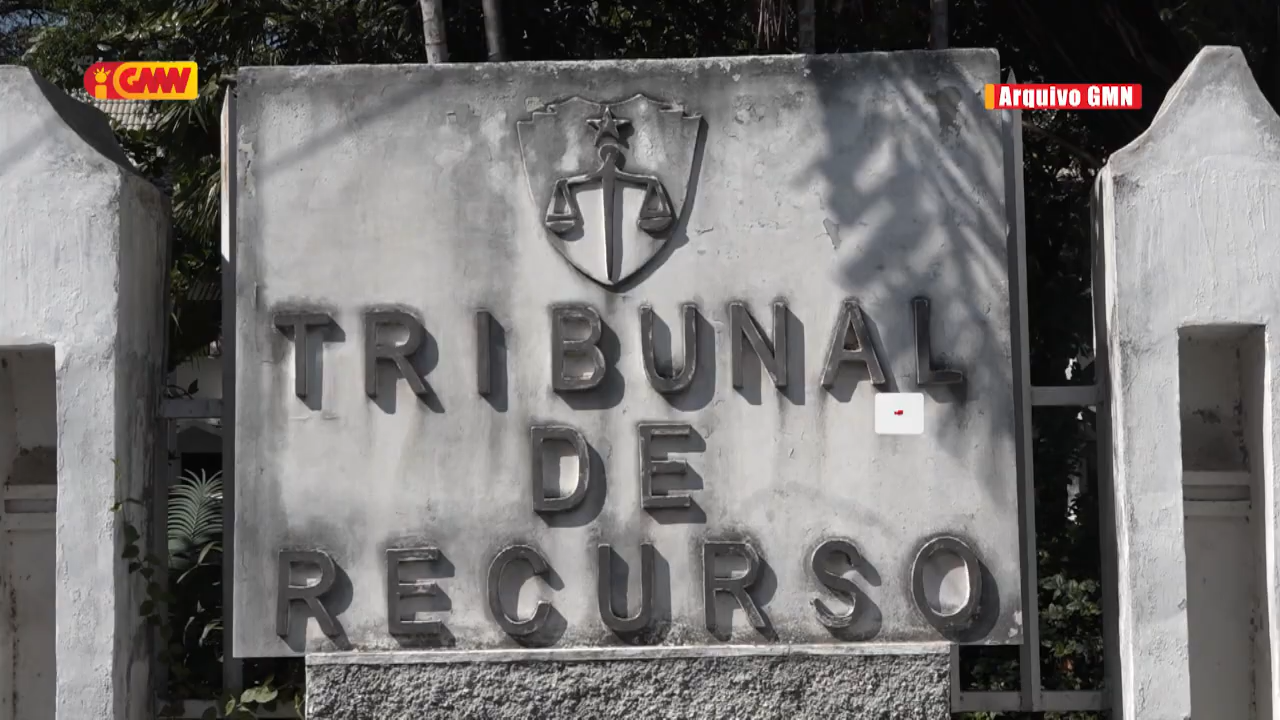 GMN
Arquivo GMN
TRIBUNAL
DE
RECURSO